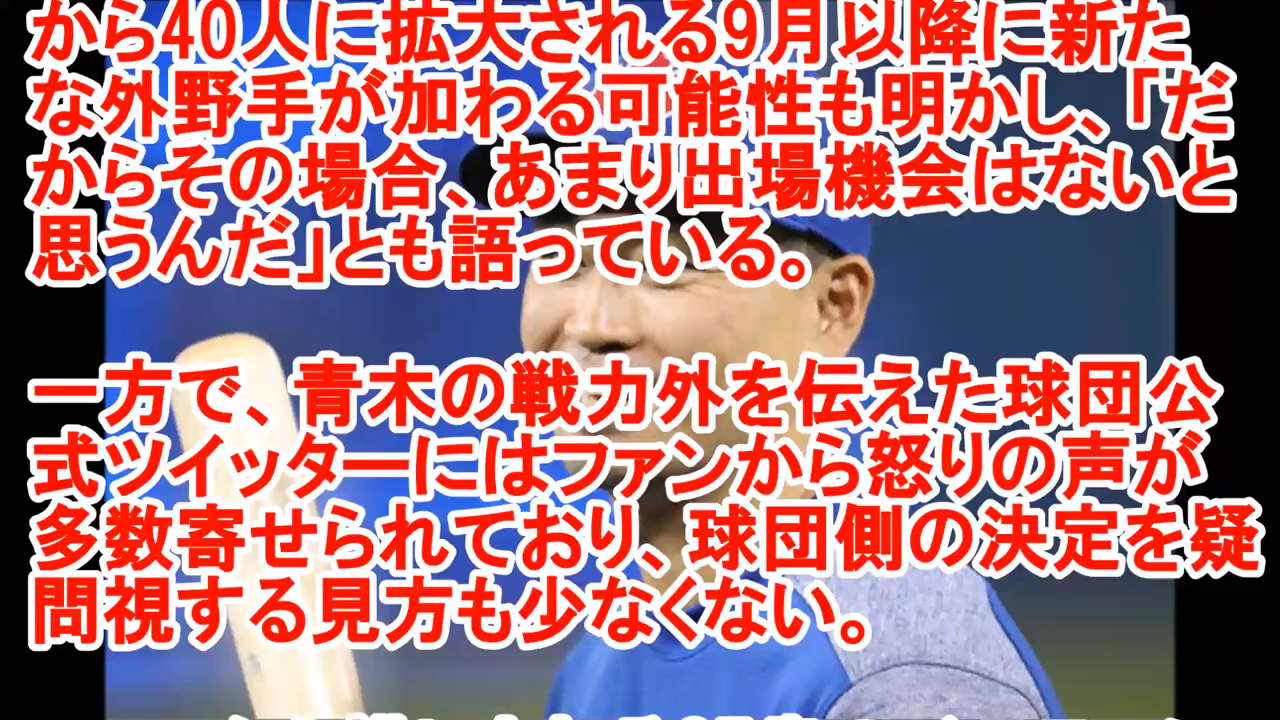 から40人に拡大される9月以降に新た
な外野手が加わる可能性も明かし、「だ
からその場合、あまり出場機会はないと
思うんだ」とも語っている。
一方で、青木の戦力外を伝えた球団公
式ツイッターにはファンから怒りの声が
多数寄せられており、球団側の決定を疑
問視する見方も少なくない。